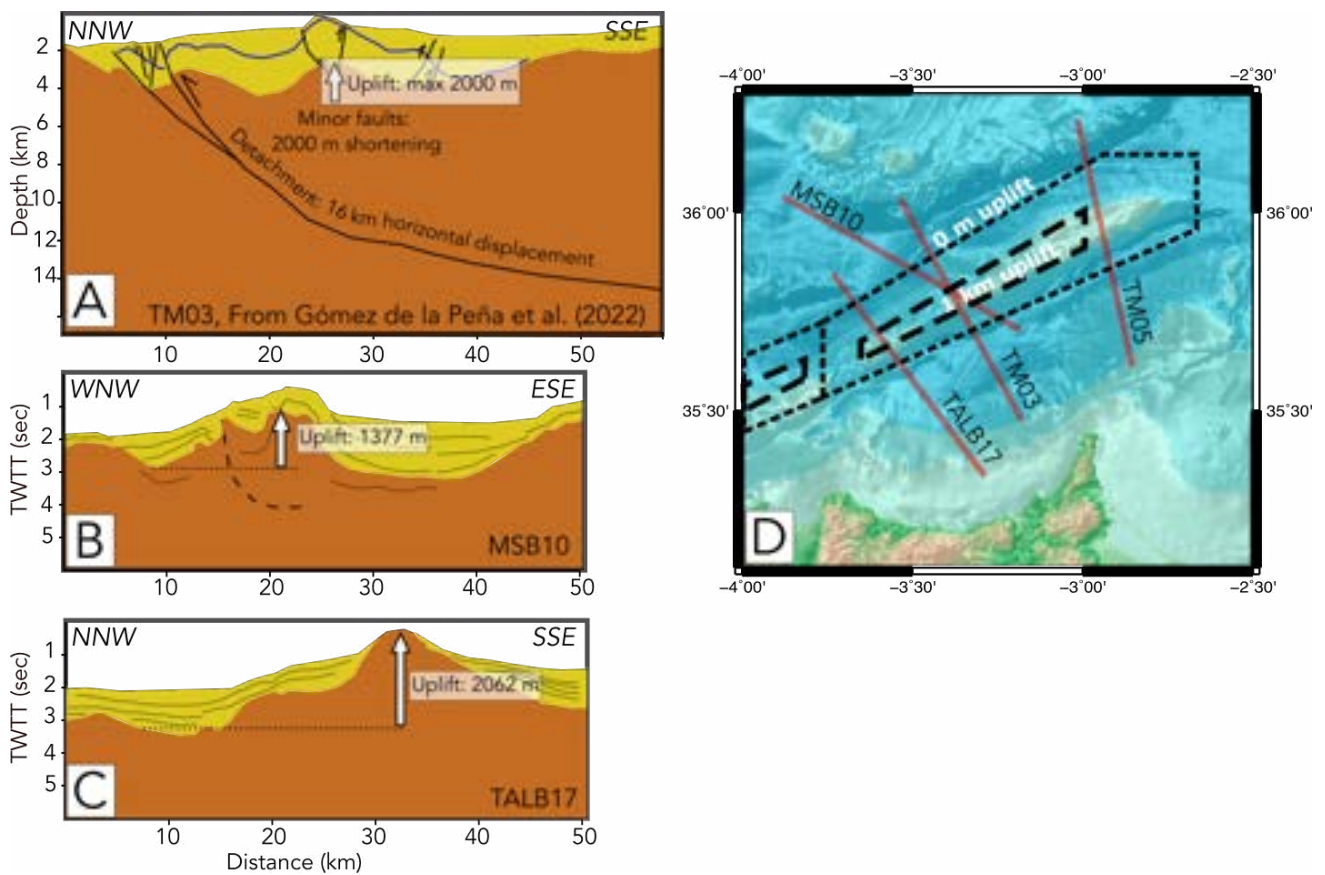 NNW
SSE
2
4
6
8
10
12
14
Depth (km)
Uplift: max 2000 m
Minor faults:
2000 m shortening
Detachment: 16 km horizontal displacement
A
TM03, From Gómez de la Peña et al. (2022)
10
20
30
40
50
WNW
ESE
1
2
3
4
5
TWTT (sec)
Uplift: 1377 m
B
MSB10
10
20
30
40
50
NNW
SSE
1
2
3
4
5
TWTT (sec)
Uplift: 2062 m
C
TALB17
10
20
30
40
50
Distance (km)
−4˚00'
−3˚30'
−3˚00'
−2˚30'
36˚00'
36˚00'
35˚30'
35˚30'
MSB10
0 m uplift
1 km uplift
TM05
TM03
TALB17
D
−4˚00'
−3˚30'
−3˚00'
−2˚30'